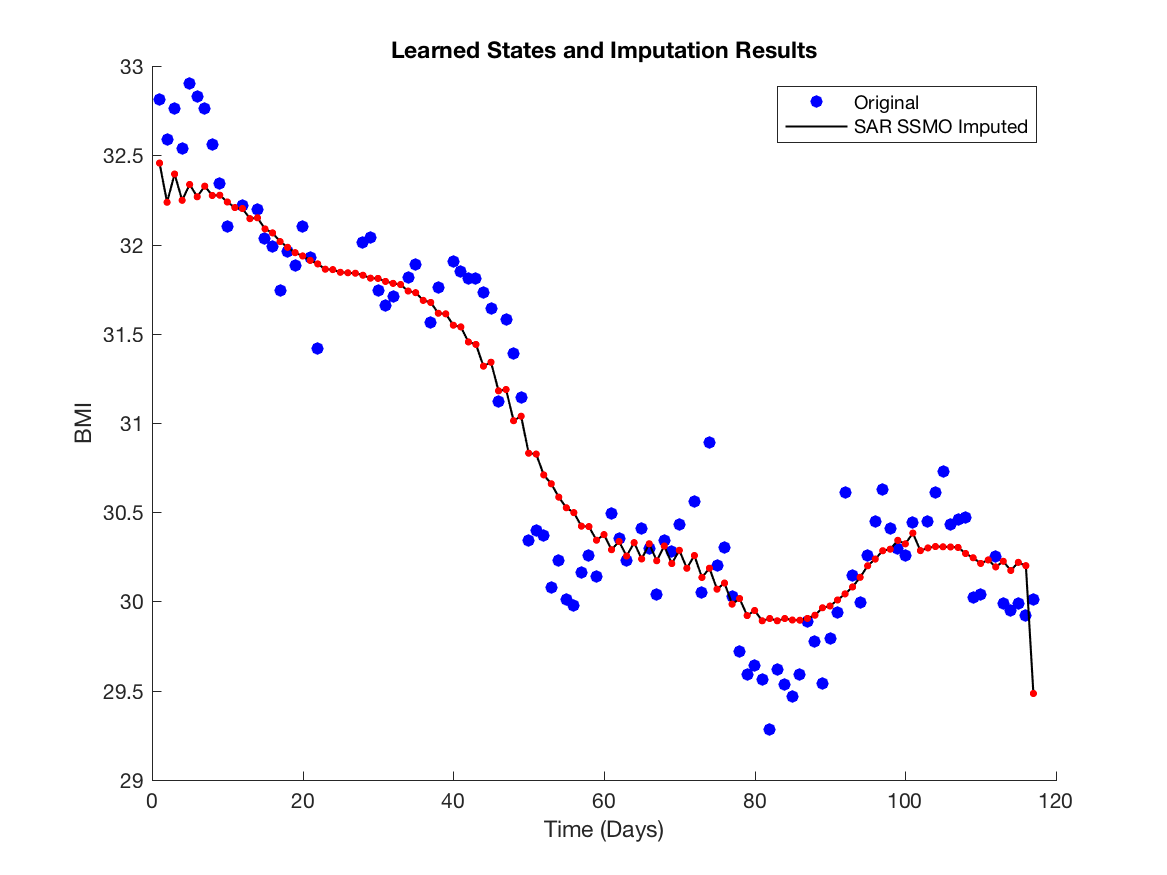 Learned States and Imputation Results
Original
SAR SSMO Imputed
33
32.5
32
31.5
31
30.5
30
29.5
29
BMI
0 20 40 60 80 100 120
Time (Days)